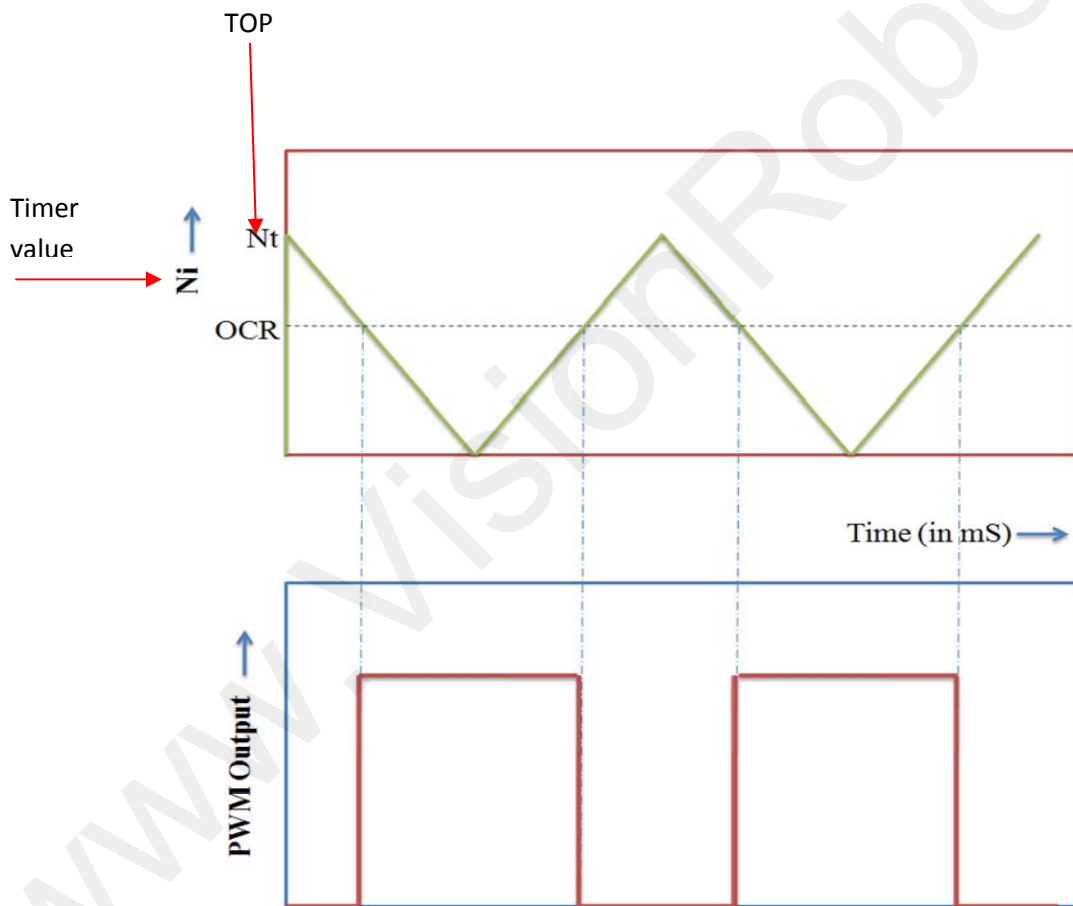 TOP
Timer
value
Ni
Nt
OCR
Time (in mS)
PWM Output
www.VisionRobo